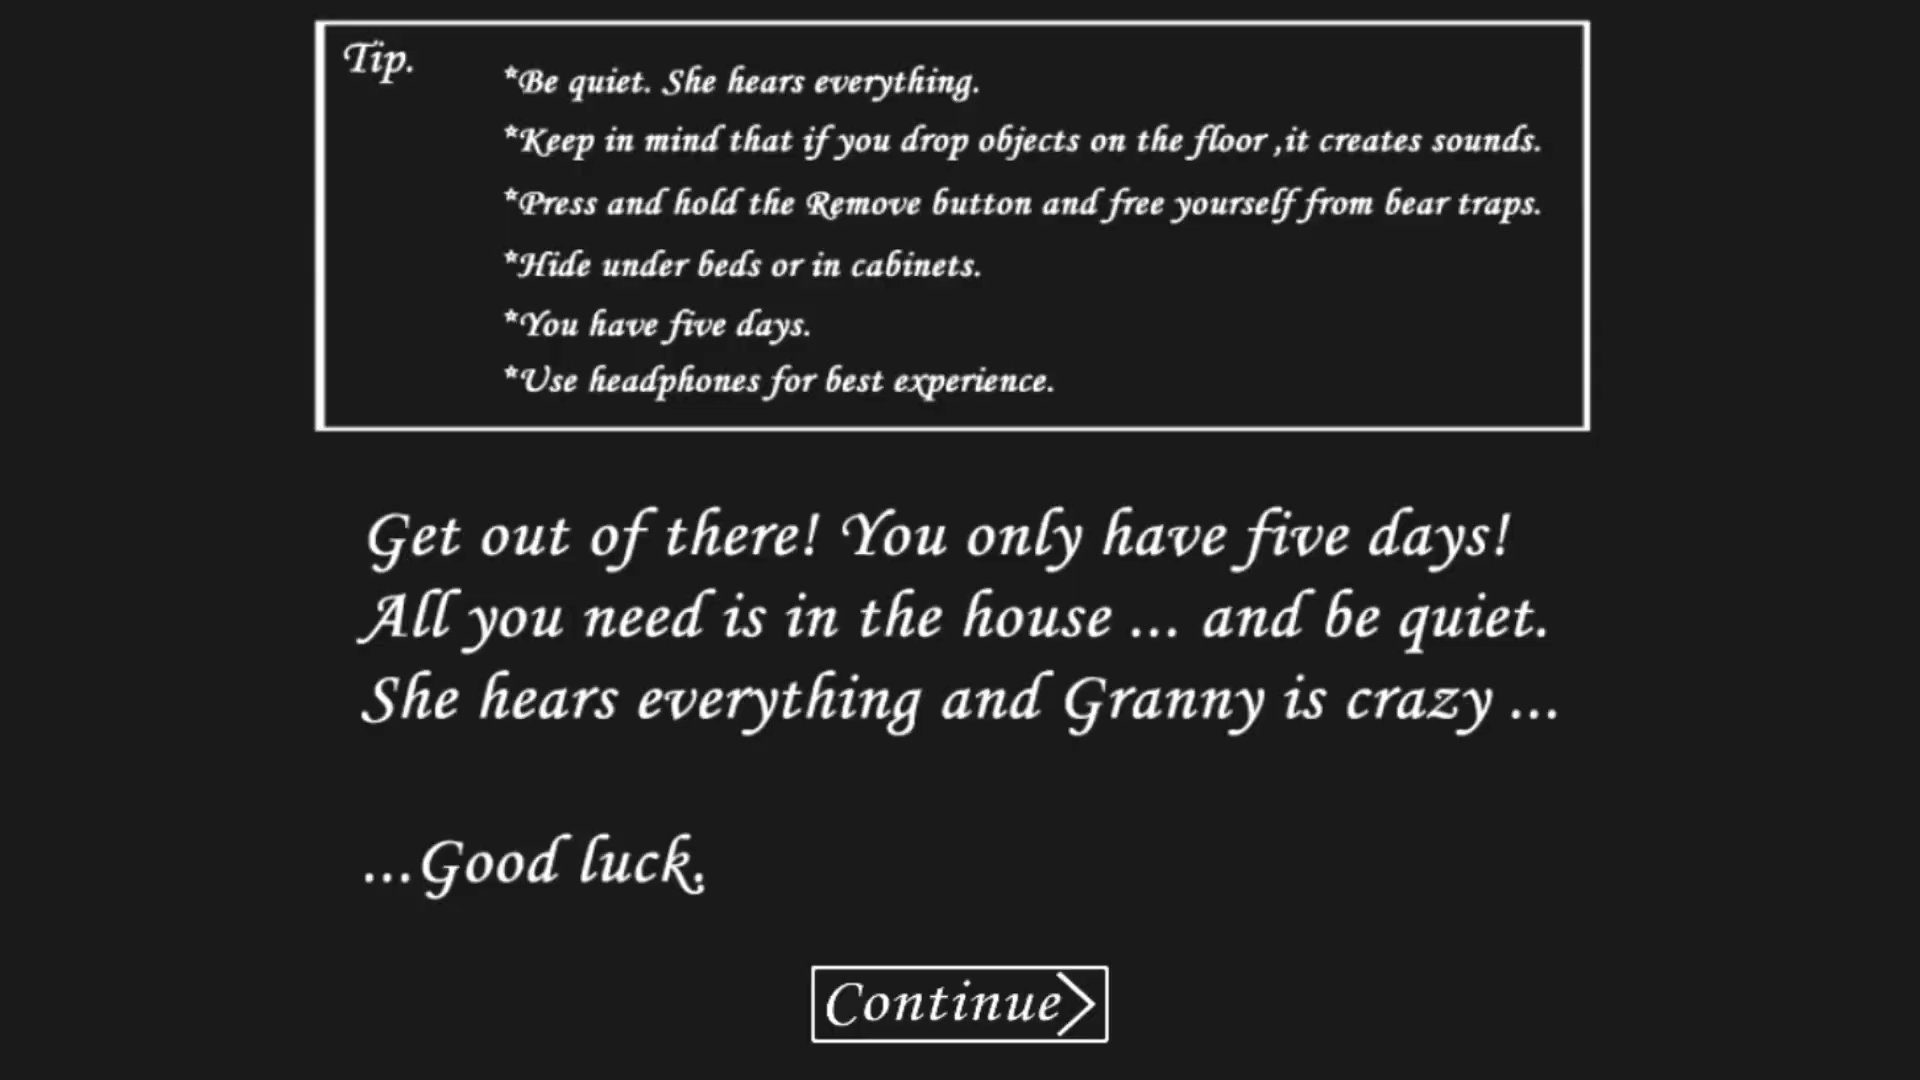 Tip.
*Be quiet. She hears everything.
*Keep in mind that if you drop objects on the floor ,it creates sounds.
*Press and hold the Remove button and free yourself from bear traps.
*Hide under beds or in cabinets.
*You have five days.
*Use headphones for best experience.
Get out of there! You only have five days!
All you need is in the house ... and be quiet.
She hears everything and Granny is crazy ...
...Good luck.
Continue>